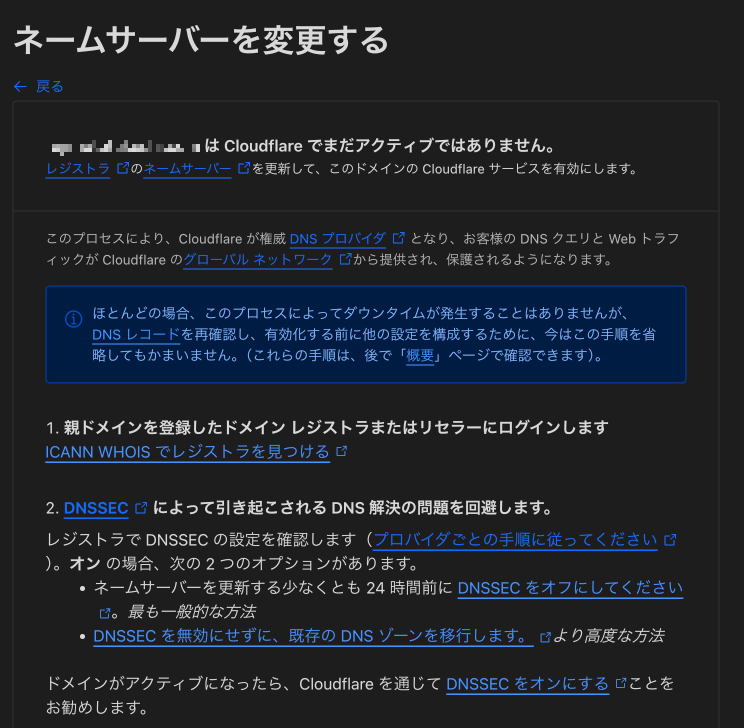 ネームサーバーを変更する
← 戻る
は Cloudflare でまだアクティブではありません。
レジストラ のネームサーバー を更新して、このドメインの Cloudflare サービスを有効にします。
このプロセスにより、Cloudflare が権威 DNS プロバイダ となり、お客様の DNS クエリと Web トラフ
ィックが Cloudflare のグローバル ネットワーク から提供され、保護されるようになります。
ほとんどの場合、このプロセスによってダウンタイムが発生することはありませんが、
DNS レコードを再確認し、有効化する前に他の設定を構成するために、今はこの手順を省
略してもかまいません。（これらの手順は、後で「概要」ページで確認できます）。
1. 親ドメインを登録したドメイン レジストラまたはリセラーにログインします
ICANN WHOIS でレジストラを見つける
2. DNSSEC によって引き起こされる DNS 解決の問題を回避します。
レジストラで DNSSEC の設定を確認します（プロバイダごとの手順に従ってください
）。オン の場合、次の 2 つのオプションがあります。
• ネームサーバーを更新する少なくとも 24 時間前に DNSSEC をオフにしてください
。最も一般的な方法
• DNSSEC を無効にせずに、既存の DNS ゾーンを移行します。 より高度な方法
ドメインがアクティブになったら、Cloudflare を通じて DNSSEC をオンにする ことを
お勧めします。